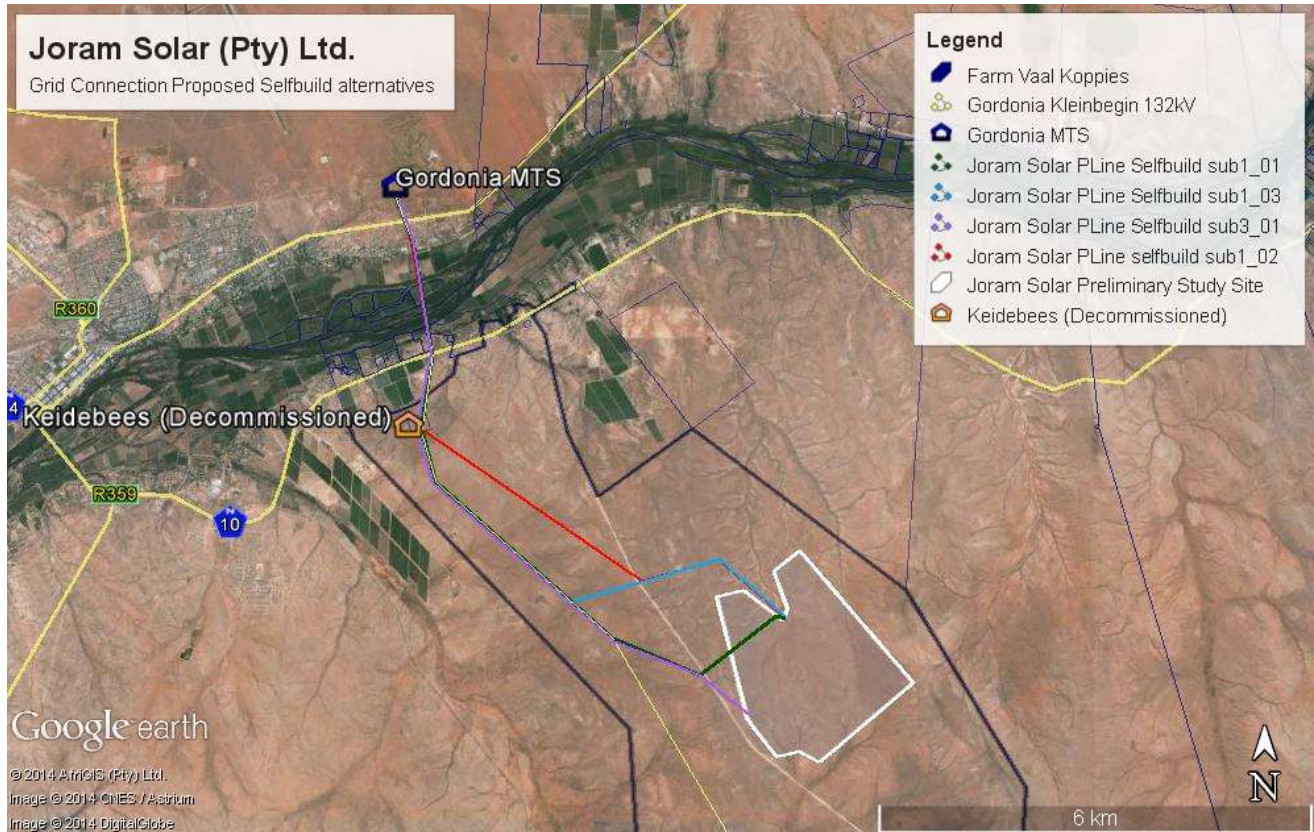 Joram Solar (Pty) Ltd.
Grid Connection Proposed Selfbuild alternatives
Legend
Farm Vaal Koppies
Gordonia Kleinbegin 132kV
Gordonia MTS
Joram Solar PLine Selfbuild sub1_01
Joram Solar PLine Selfbuild sub1_03
Joram Solar PLine Selfbuild sub3_01
Joram Solar PLine selfbuild sub1_02
Joram Solar Preliminary Study Site
Keidebees (Decommissioned)
Gordonia MTS
R360
4
Keidebees (Decommissioned)
R359
N
10
Google earth
© 2014 AfriGIS (Pty) Ltd.
Image © 2014 CNES / Astrium
Image © 2014 DigitalGlobe
N
6 km